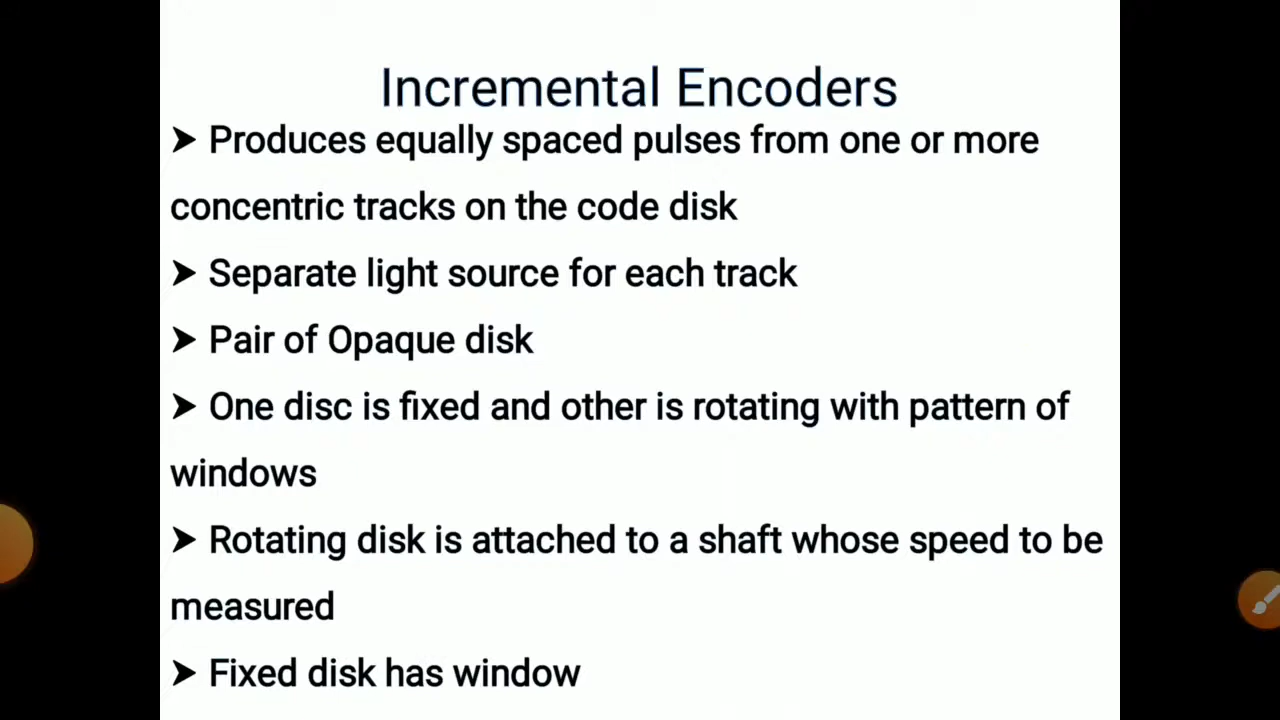 Incremental Encoders
➤ Produces equally spaced pulses from one or more
concentric tracks on the code disk
➤ Separate light source for each track
➤ Pair of Opaque disk
➤ One disc is fixed and other is rotating with pattern of
windows
➤ Rotating disk is attached to a shaft whose speed to be
measured
➤ Fixed disk has window